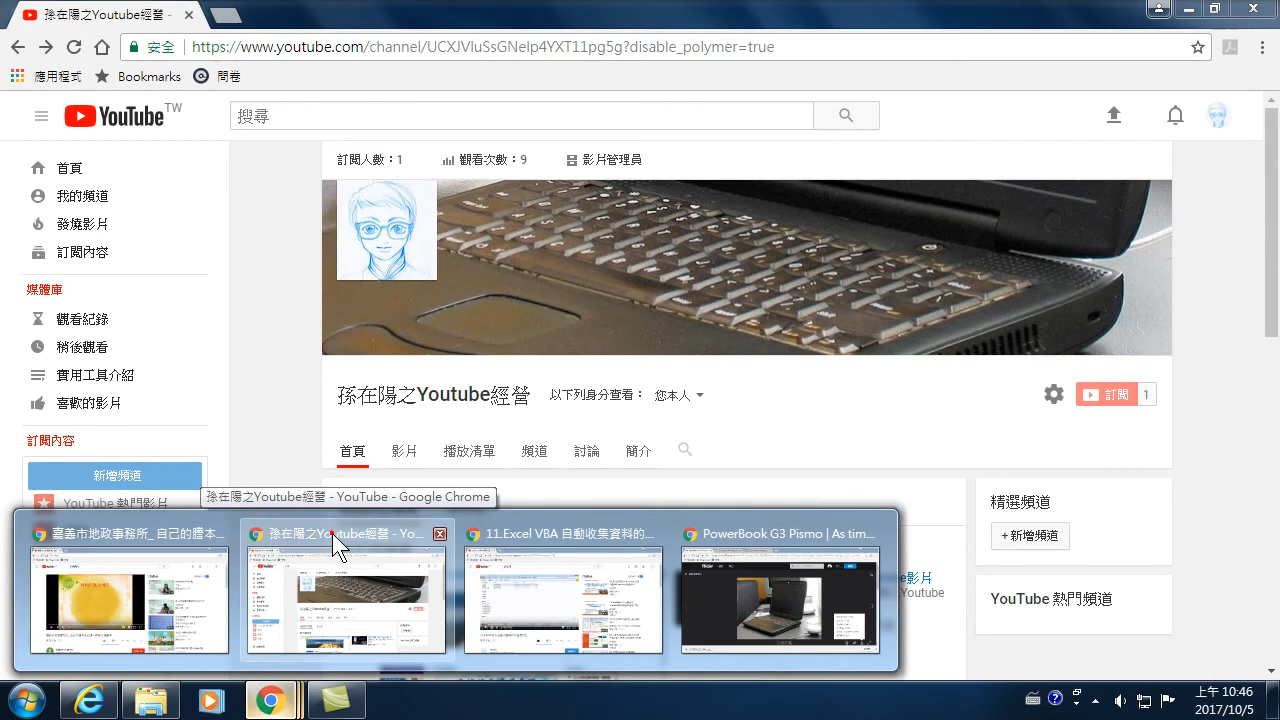 孫在陽之Youtube經營 -
安全
https://www.youtube.com/channel/UCXJVIuSsGNeIp4YXT11pg5g?disable_polymer=true
應用程式 Bookmarks 問卷
YouTube TW
搜尋
訂閱人數：1 觀看次數：9 影片管理員
首頁
我的頻道
發燒影片
訂閱內容
媒體庫
觀看紀錄
稍後觀看
實用工具介紹
喜歡的影片
訂閱內容
新增頻道
YouTube 熱門影片
孫在陽之Youtube經營 以下列身分查看： 您本人
訂閱 1
首頁 影片 播放清單 頻道 討論 簡介
精選頻道
+新增頻道
YouTube 熱門頻道
影片
outube
孫在陽之Youtube經營 - YouTube - Google Chrome
嘉義市地政事務所_ 自己的謄本...
孫在陽之Youtube經營 - Yo...
11.Excel VBA 自動收集資料的...
PowerBook G3 Pismo | As tim...
上午 10:46
2017/10/5